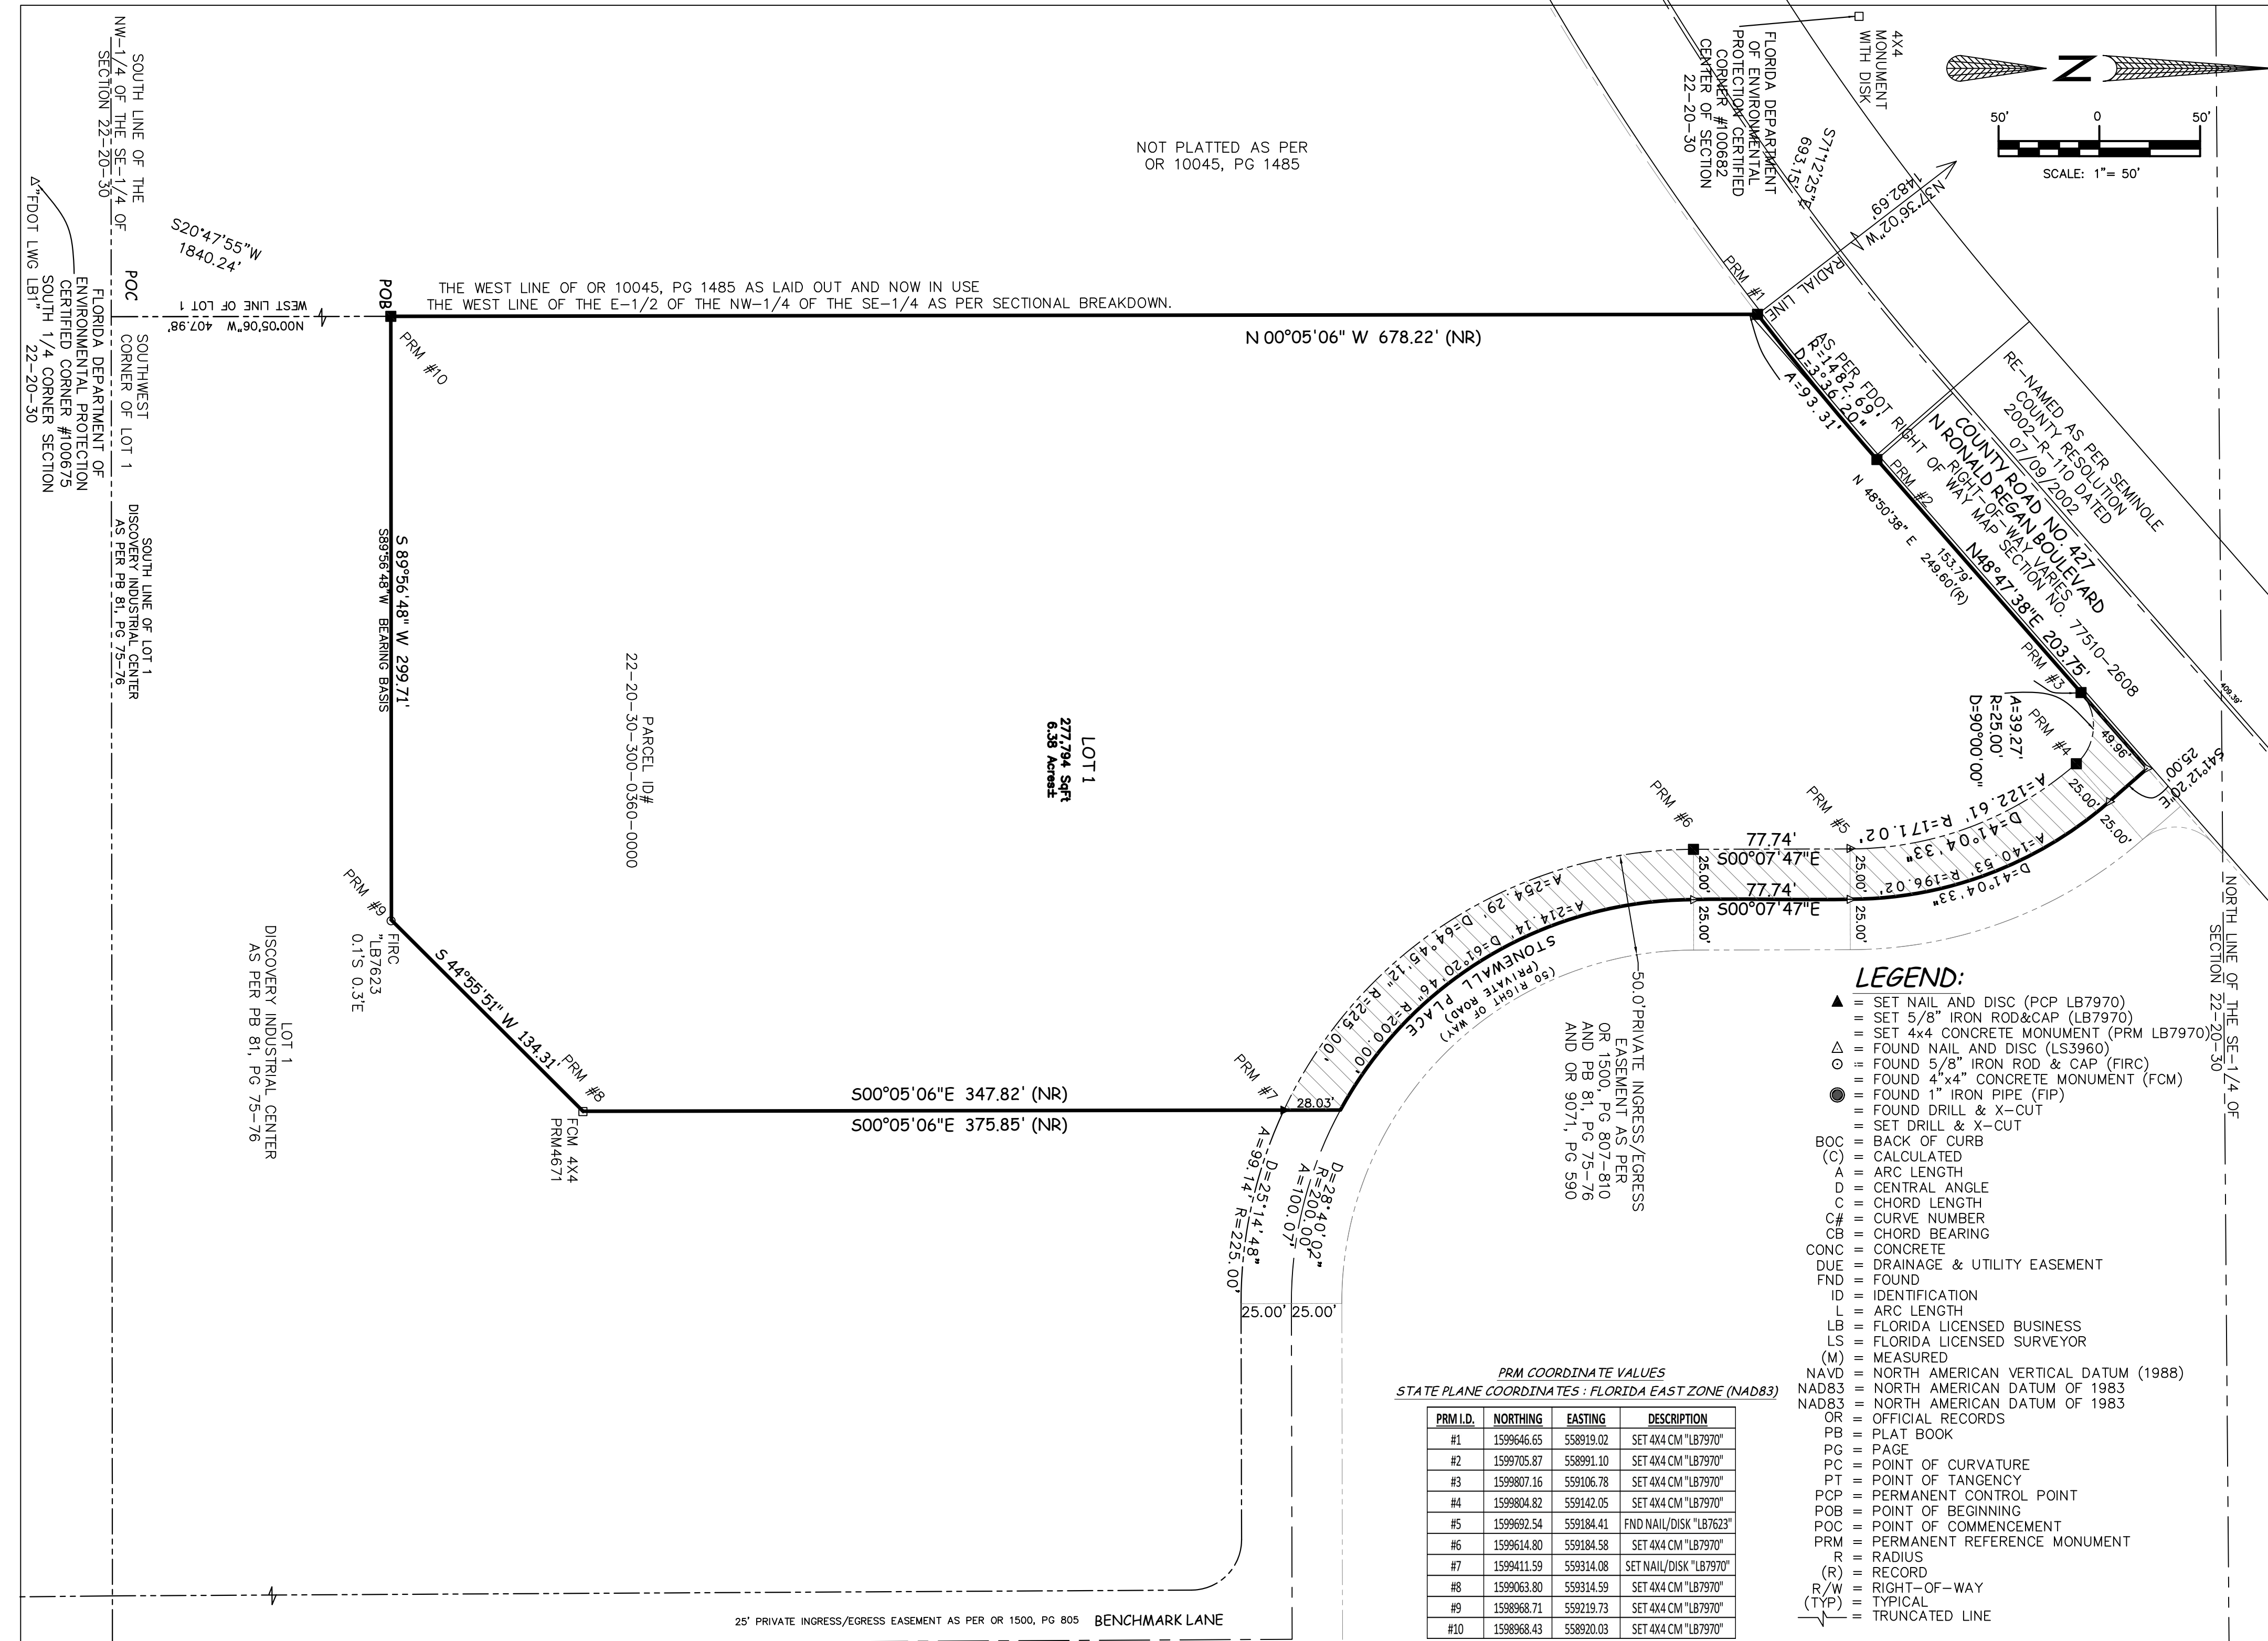 SOUTH LINE OF THE
NW-1/4 OF THE SE-1/4 OF
SECTION 22-20-30
△"FDOT LWG LB1"
S20°47'55"W
1840.24'
POC
WEST LINE OF LOT 1
N00°05'06"W 407.98'
SOUTHWEST
CORNER OF LOT 1
FLORIDA DEPARTMENT OF
ENVIRONMENTAL PROTECTION
CERTIFIED CORNER #100675
SOUTH 1/4 CORNER SECTION
22-20-30
SOUTH LINE OF LOT 1
DISCOVERY INDUSTRIAL CENTER
AS PER PB 81, PG 75-76
POB
PRM #10
NOT PLATTED AS PER
OR 10045, PG 1485
THE WEST LINE OF OR 10045, PG 1485 AS LAID OUT AND NOW IN USE
THE WEST LINE OF THE E-1/2 OF THE NW-1/4 OF THE SE-1/4 AS PER SECTIONAL BREAKDOWN.
N 00°05'06" W 678.22' (NR)
4X4
MONUMENT
WITH DISK
FLORIDA DEPARTMENT
OF ENVIRONMENTAL
PROTECTION CERTIFIED
CORNER #100682
CENTER OF SECTION
22-20-30
S71°12'25"E
693.15'
N
50'
0
50'
SCALE: 1"= 50'
N37°36'02"W
1482.69'
RADIAL LINE
PRM #1
AS PER FDOT RIGHT OF WAY MAP SECTION NO. 77510-2608
R=1482.69'
D=3°36'20"
A=93.31'
RE-NAMED AS PER SEMINOLE
COUNTY RESOLUTION
2002-R-110 DATED
07/09/2002
COUNTY ROAD NO. 427
N RONALD REGAN BOULEVARD
RIGHT-OF-WAY VARIES
PRM #2
N 48°50'38" E 249.60'(R)
153.79'
N48°47'38"E 203.75'
PRM #3
409.39'
A=39.27'
R=25.00'
D=90°00'00"
PRM #4
49.96'
S41°12'20"E
25.00'
25.00'
25.00'
A=122.61' R=171.02'
D=41°04'33"
A=140.53' R=196.02'
D=41°04'33"
PRM #5
PRM #6
77.74'
S00°07'47"E
25.00'
25.00'
77.74'
S00°07'47"E
25.00'
25.00'
A=254.29' D=64°45'12" R=225.00'
A=214.14' D=61°20'46" R=200.00'
STONEWALL PLACE
(PRIVATE ROAD)
(50 RIGHT OF WAY)
50.0'PRIVATE INGRESS/EGRESS
EASEMENT AS PER
OR 1500, PG 807-810
AND PB 81, PG 75-76
AND OR 9071, PG 590
NORTH LINE OF THE SE-1/4 OF
SECTION 22-20-30
S 89°56'48" W 299.71'
S89°56'48"W BEARING BASIS
PARCEL ID#
22-20-30-300-0360-0000
LOT 1
277,794 SqFt
6.38 Acres±
PRM #9
FIRC
"LB7623
0.1'S 0.3'E
S 44°55'51" W 134.31'
PRM #8
FCM 4X4
PRM4671
LOT 1
DISCOVERY INDUSTRIAL CENTER
AS PER PB 81, PG 75-76
S00°05'06"E 347.82' (NR)
S00°05'06"E 375.85' (NR)
PRM #7
28.03'
D=28°40'02"
R=200.00'
A=100.07'
D=25°14'48"
A=99.14' R=225.00'
25.00'
25.00'
25' PRIVATE INGRESS/EGRESS EASEMENT AS PER OR 1500, PG 805 BENCHMARK LANE
PRM COORDINATE VALUES
STATE PLANE COORDINATES : FLORIDA EAST ZONE (NAD83)
PRM I.D. NORTHING EASTING DESCRIPTION
#1 1599646.65 558919.02 SET 4X4 CM "LB7970"
#2 1599705.87 558991.10 SET 4X4 CM "LB7970"
#3 1599807.16 559106.78 SET 4X4 CM "LB7970"
#4 1599804.82 559142.05 SET 4X4 CM "LB7970"
#5 1599692.54 559184.41 FND NAIL/DISK "LB7623"
#6 1599614.80 559184.58 SET 4X4 CM "LB7970"
#7 1599411.59 559314.08 SET NAIL/DISK "LB7970"
#8 1599063.80 559314.59 SET 4X4 CM "LB7970"
#9 1598968.71 559219.73 SET 4X4 CM "LB7970"
#10 1598968.43 558920.03 SET 4X4 CM "LB7970"
LEGEND:
▲ = SET NAIL AND DISC (PCP LB7970)
= SET 5/8" IRON ROD&CAP (LB7970)
= SET 4x4 CONCRETE MONUMENT (PRM LB7970)
△ = FOUND NAIL AND DISC (LS3960)
⊙ = FOUND 5/8" IRON ROD & CAP (FIRC)
= FOUND 4"x4" CONCRETE MONUMENT (FCM)
= FOUND 1" IRON PIPE (FIP)
= FOUND DRILL & X-CUT
= SET DRILL & X-CUT
BOC = BACK OF CURB
(C) = CALCULATED
A = ARC LENGTH
D = CENTRAL ANGLE
C = CHORD LENGTH
C# = CURVE NUMBER
CB = CHORD BEARING
CONC = CONCRETE
DUE = DRAINAGE & UTILITY EASEMENT
FND = FOUND
ID = IDENTIFICATION
L = ARC LENGTH
LB = FLORIDA LICENSED BUSINESS
LS = FLORIDA LICENSED SURVEYOR
(M) = MEASURED
NAVD = NORTH AMERICAN VERTICAL DATUM (1988)
NAD83 = NORTH AMERICAN DATUM OF 1983
NAD83 = NORTH AMERICAN DATUM OF 1983
OR = OFFICIAL RECORDS
PB = PLAT BOOK
PG = PAGE
PC = POINT OF CURVATURE
PT = POINT OF TANGENCY
PCP = PERMANENT CONTROL POINT
POB = POINT OF BEGINNING
POC = POINT OF COMMENCEMENT
PRM = PERMANENT REFERENCE MONUMENT
R = RADIUS
(R) = RECORD
R/W = RIGHT-OF-WAY
(TYP) = TYPICAL
= TRUNCATED LINE